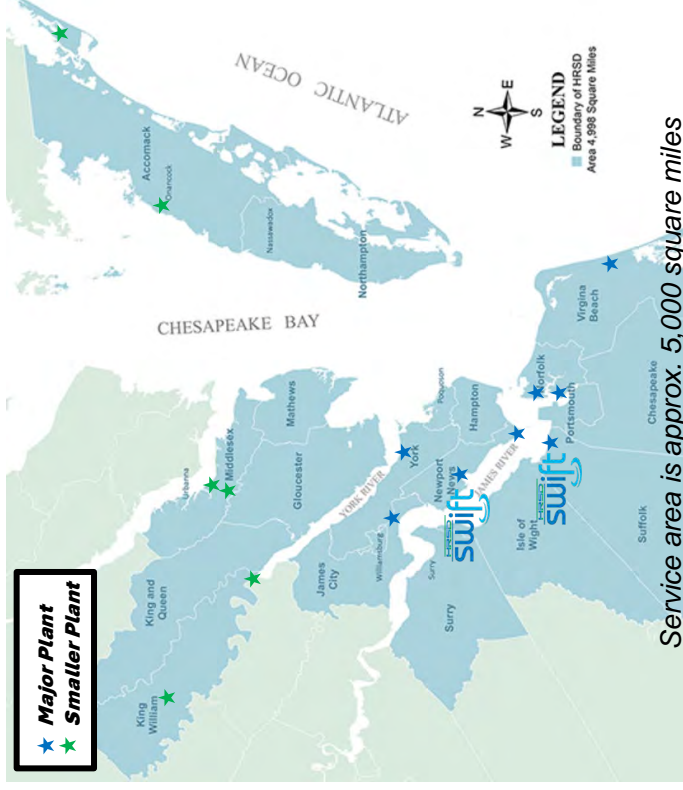 Major Plant
Smaller Plant
ATLANTIC OCEAN
Accomack
Onancock
Nassawadox
Northampton
CHESAPEAKE BAY
N
W
E
S
LEGEND
Boundary of HRSD
Area 4,998 Square Miles
Urbanna
Middlesex
Mathews
King and
Queen
King
William
Gloucester
YORK RIVER
James
City
Williamsburg
York
Poquoson
Newport
News
Hampton
JAMES RIVER
Surry
Surry
HRSD
swift
Isle of
Wight
HRSD
swift
Norfolk
Portsmouth
Virgina
Beach
Chesapeake
Suffolk
Service area is approx. 5,000 square miles